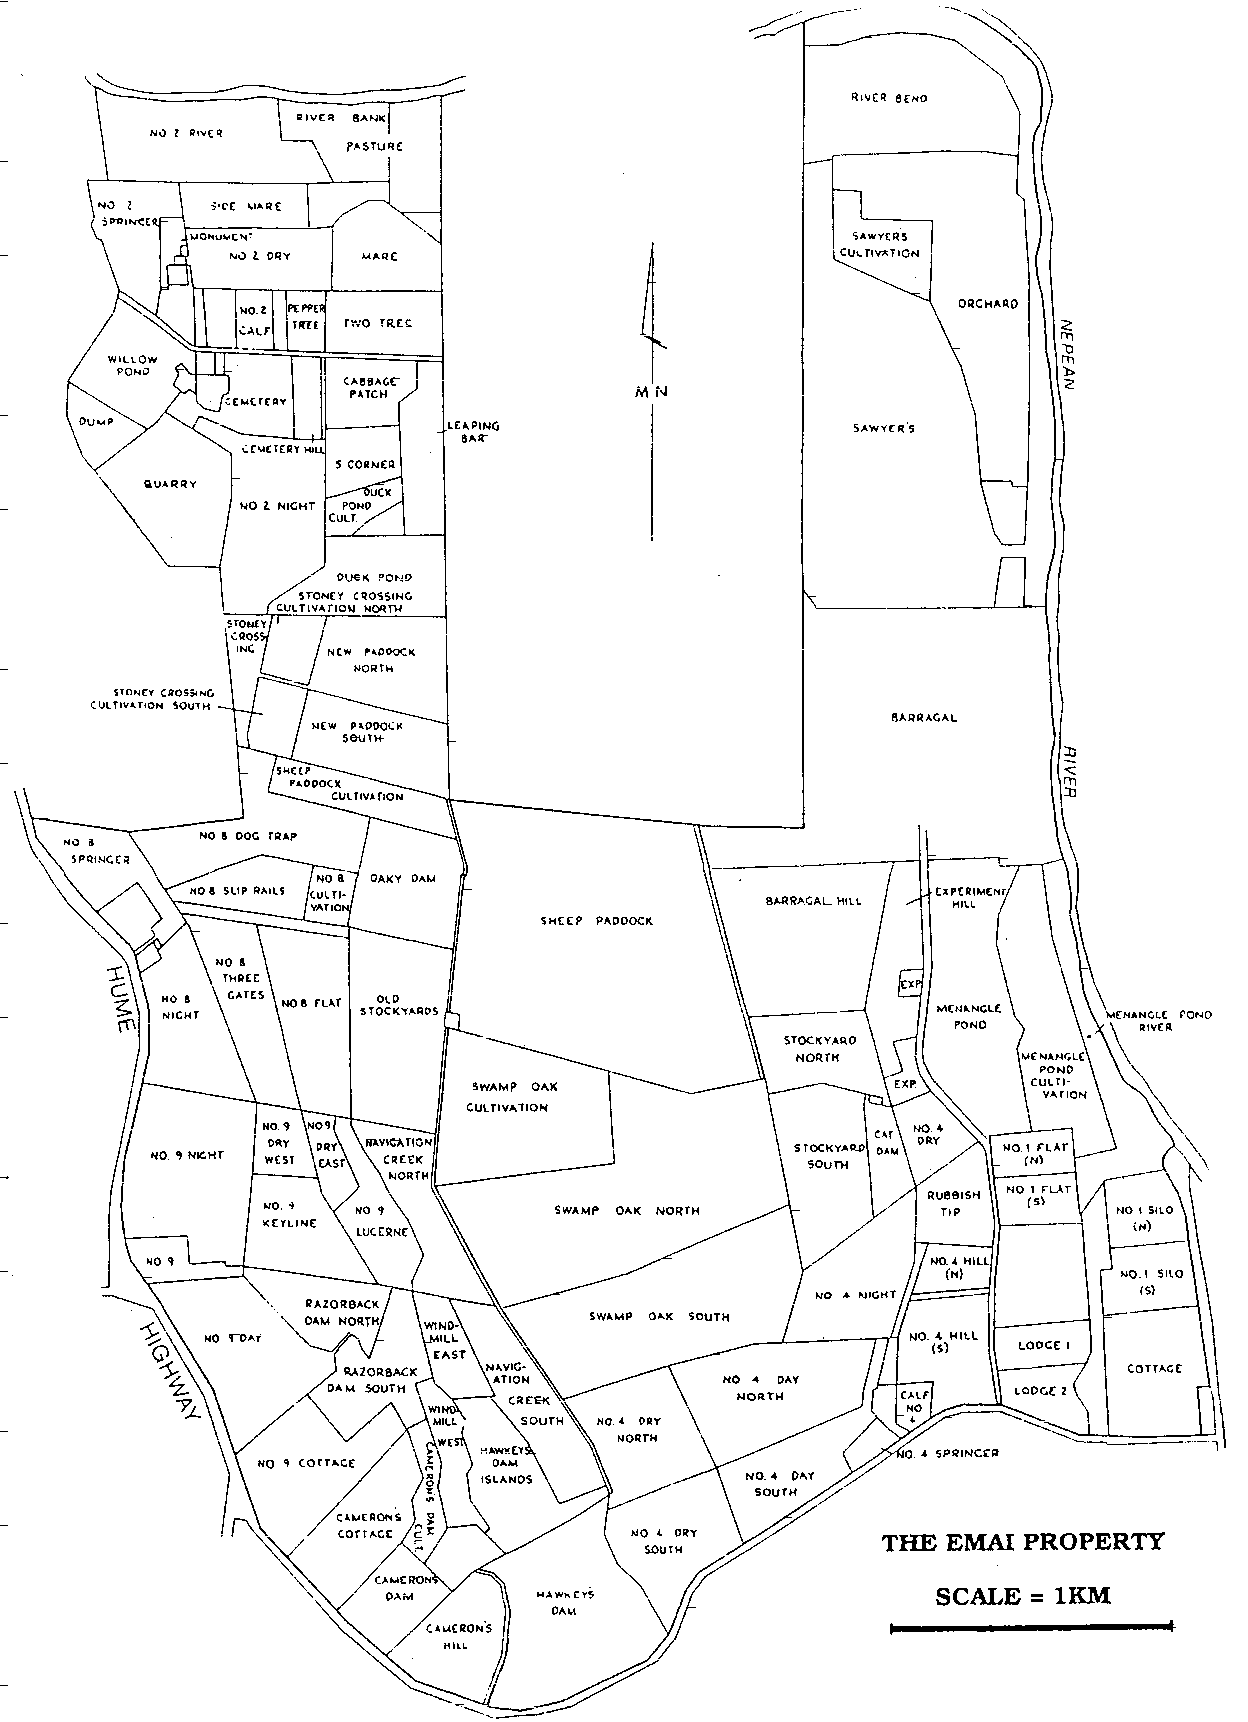 RIVER BEND
NO 2 RIVER
RIVER BANK
PASTURE
NO 2
SPRINGER
SIDE MARE
MONUMENT
NO 2 DRY
MARE
SAWYER'S
CULTIVATION
ORCHARD
NO. 2
CALF
PEPPER
TREE
TWO TREE
WILLOW
POND
CABBAGE
PATCH
CEMETERY
DUMP
LEAPING
BAR
MN
NEPEAN
SAWYER'S
CEMETERY HILL
5 CORNER
QUARRY
NO 2 NIGHT
DUCK
POND
CULT.
DUCK POND
STONEY CROSSING
CULTIVATION NORTH
STONEY
CROSS
ING
NEW PADDOCK
NORTH
STONEY CROSSING
CULTIVATION SOUTH
NEW PADDOCK
SOUTH
BARRAGAL
RIVER
SHEEP
PADDOCK
CULTIVATION
NO 8
SPRINGER
NO 8 DOG TRAP
NO 8 SLIP RAILS
NO 8
CULTI-
VATION
OAKY DAM
SHEEP PADDOCK
BARRAGAL HILL
EXPERIMENT
HILL
HUME
NO 8
NIGHT
NO 8
THREE
GATES
NO 8 FLAT
OLD
STOCKYARDS
EXP
MENANGLE
POND
MENANGLE POND
RIVER
STOCKYARD
NORTH
MENANGLE
POND
CULTI-
VATION
EXP.
SWAMP OAK
CULTIVATION
NO. 9 NIGHT
NO. 9
DRY
WEST
NO 9
DRY
EAST
NAVIGATION
CREEK
NORTH
STOCKYARD
SOUTH
CAT
DAM
NO. 4
DRY
NO. 1 FLAT
(N)
NO 1 FLAT
(S)
RUBBISH
TIP
NO. 9
KEYLINE
NO 9
LUCERNE
SWAMP OAK NORTH
NO 1 SILO
(N)
NO 9
NO. 4 HILL
(N)
NO. 1 SILO
(S)
RAZORBACK
DAM NORTH
SWAMP OAK SOUTH
NO 4 NIGHT
HIGHWAY
NO 9 DAY
WIND-
MILL
EAST
NO. 4 HILL
(S)
LODGE 1
RAZORBACK
DAM SOUTH
NAVIG-
ATION
CREEK
SOUTH
NO. 4 DAY
NORTH
COTTAGE
LODGE 2
CALF
NO
4
WIND-
MILL
WEST
NO. 4 DRY
NORTH
NO. 9 COTTAGE
HAWKEYS
DAM
ISLANDS
NO. 4 SPRINGER
NO. 4 DAY
SOUTH
CAMERONS DAM
CULT.
CAMERON'S
COTTAGE
NO 4 DRY
SOUTH
CAMERONS
DAM
HAWKEY'S
DAM
CAMERON'S
HILL
THE EMAI PROPERTY
SCALE = 1KM